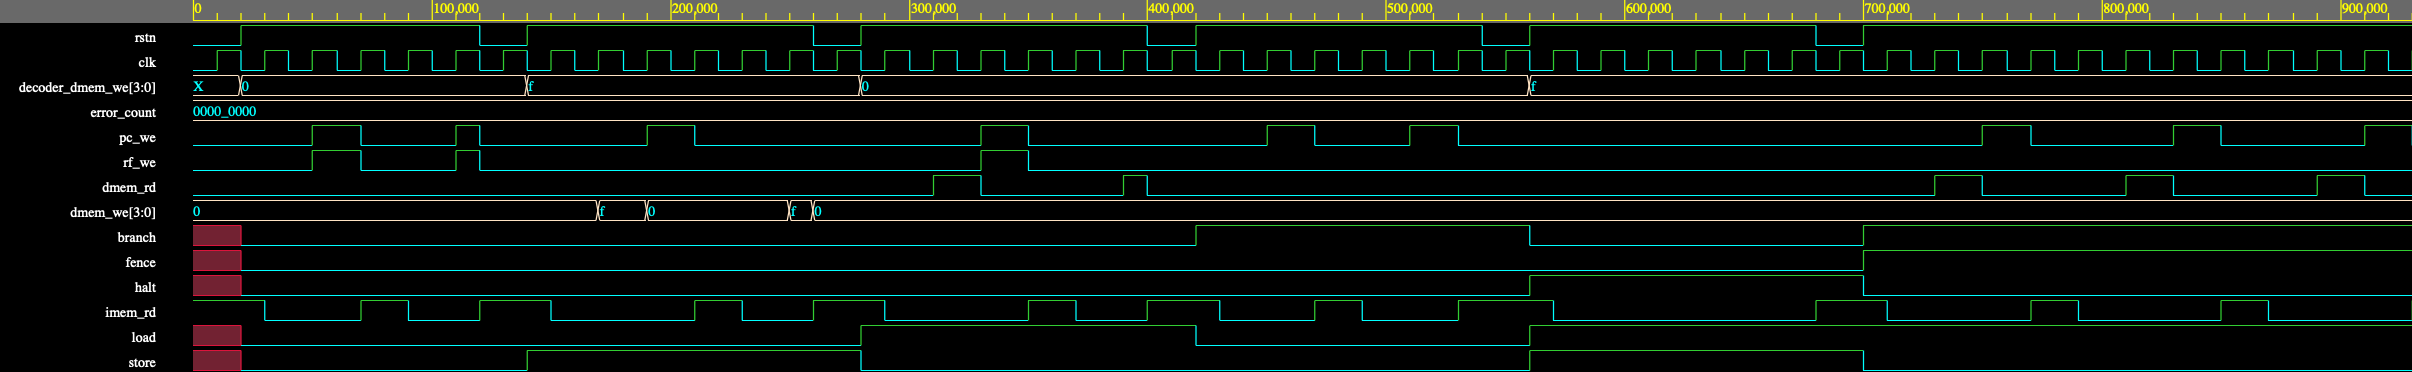 0 100,000 200,000 300,000 400,000 500,000 600,000 700,000 800,000 900,000
rstn
clk
decoder_dmem_we[3:0] X 0 f 0 f
error_count 0000_0000
pc_we
rf_we
dmem_rd
dmem_we[3:0] 0 f 0 f 0
branch
fence
halt
imem_rd
load
store